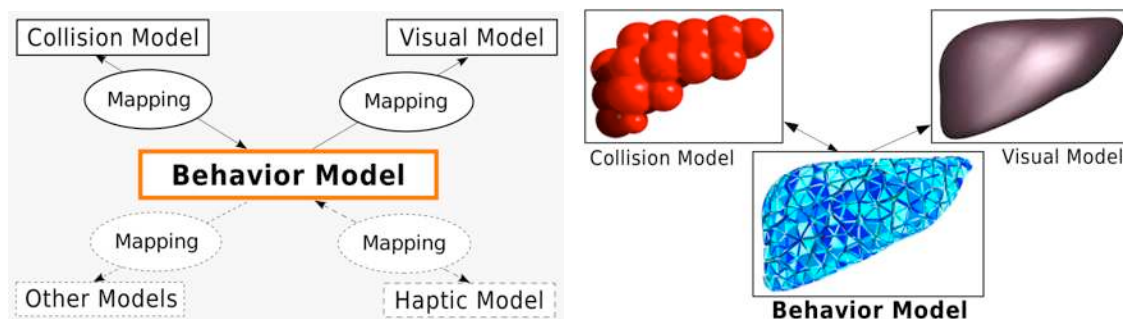 Collision Model
Visual Model
Mapping
Mapping
Behavior Model
Mapping
Mapping
Other Models
Haptic Model
Collision Model
Visual Model
Behavior Model